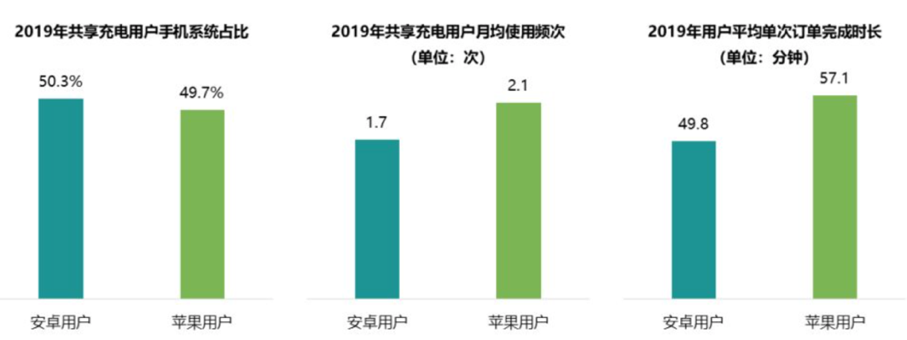 2019年共享充电用户手机系统占比
50.3%
49.7%
安卓用户
苹果用户
2019年共享充电用户月均使用频次
（单位：次）
1.7
2.1
安卓用户
苹果用户
2019年用户平均单次订单完成时长
（单位：分钟）
49.8
57.1
安卓用户
苹果用户